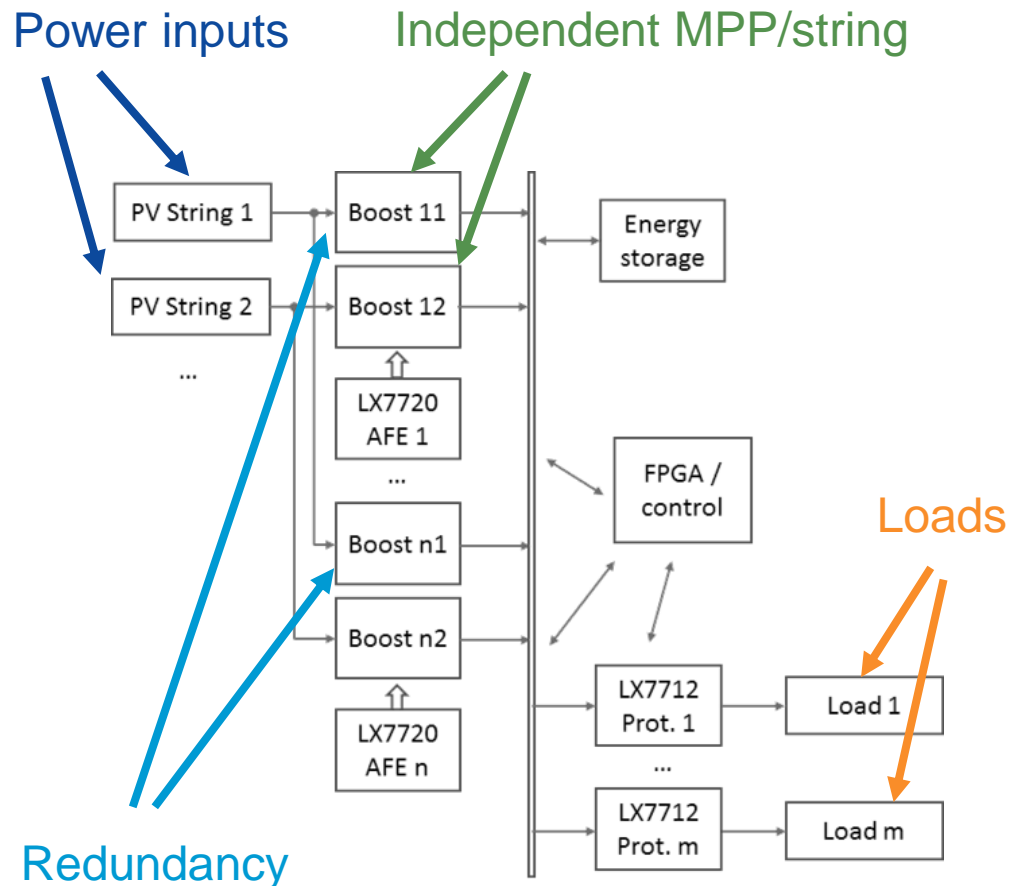 Power inputs
Independent MPP/string
PV String 1
Boost 11
Energy
storage
PV String 2
Boost 12
...
LX7720
AFE 1
...
FPGA /
control
Loads
Boost n1
Boost n2
LX7712
Prot. 1
Load 1
LX7720
AFE n
...
LX7712
Prot. m
Load m
Redundancy